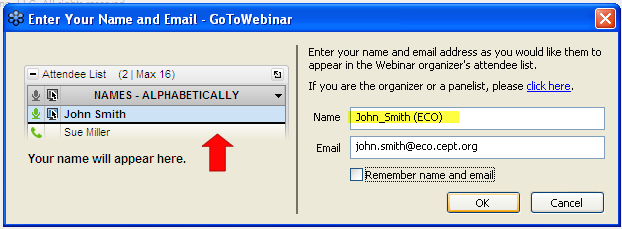 Enter Your Name and Email - GoToWebinar
Attendee List (2 | Max 16)
NAMES - ALPHABETICALLY
John Smith
Sue Miller
Your name will appear here.
Enter your name and email address as you would like them to
appear in the Webinar organizer's attendee list.
If you are the organizer or a panelist, please click here.
Name John_Smith (ECO)
Email john.smith@eco.cept.org
Remember name and email
OK Cancel